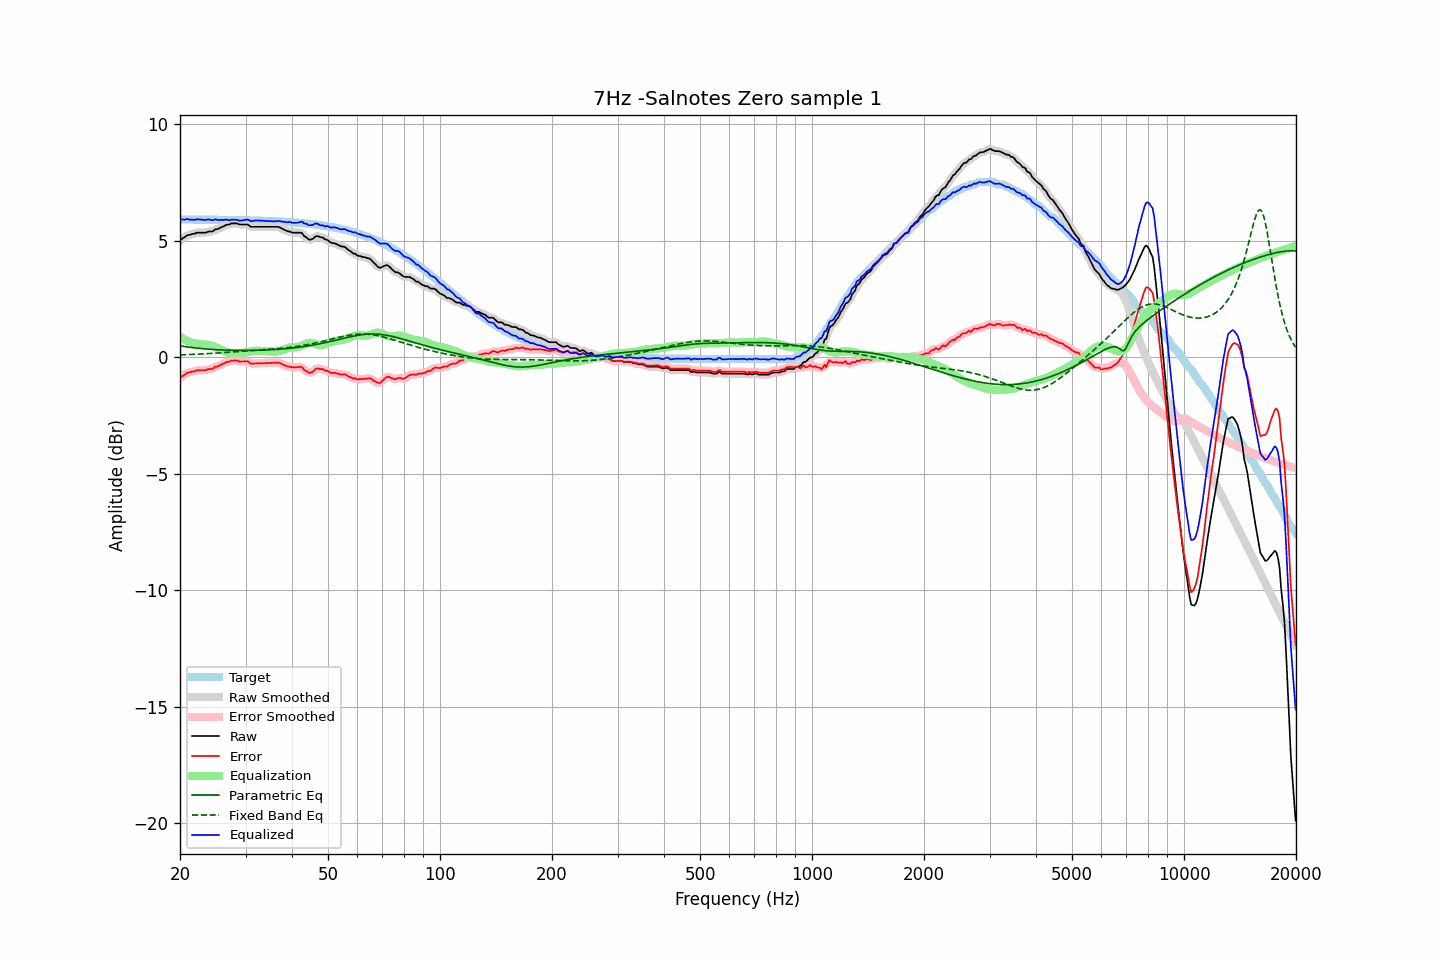 7Hz -Salnotes Zero sample 1
10
5
0
−5
−10
−15
−20
Amplitude (dBr)
Target
Raw Smoothed
Error Smoothed
Raw
Error
Equalization
Parametric Eq
Fixed Band Eq
Equalized
20 50 100 200 500 1000 2000 5000 10000 20000
Frequency (Hz)